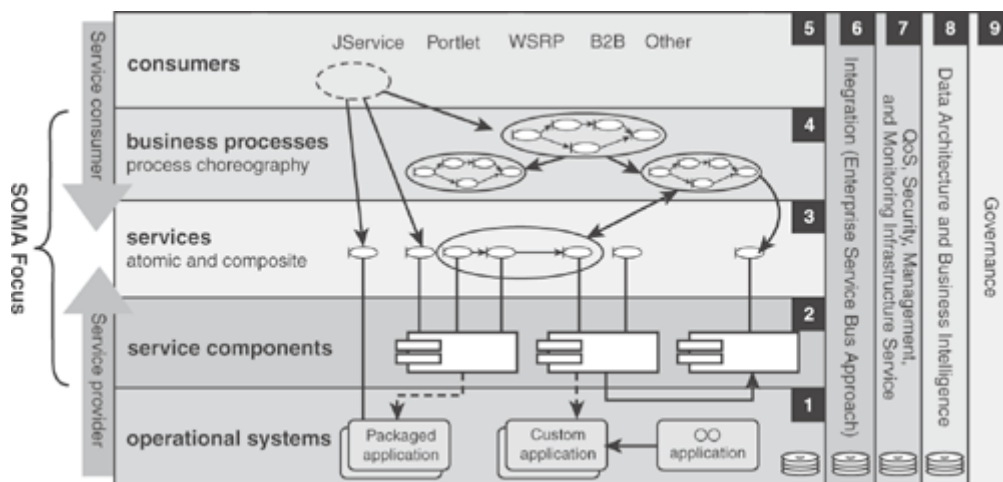 JService Portlet WSRP B2B Other
consumers
5
business processes
process choreography
4
services
atomic and composite
3
service components
2
operational systems
1
Packaged
application
Custom
application
OO
application
Service consumer
Service provider
SOMA Focus
6
Integration (Enterprise Service Bus Approach)
7
QoS, Security, Management,
and Monitoring Infrastructure Service
8
Data Architecture and Business Intelligence
9
Governance